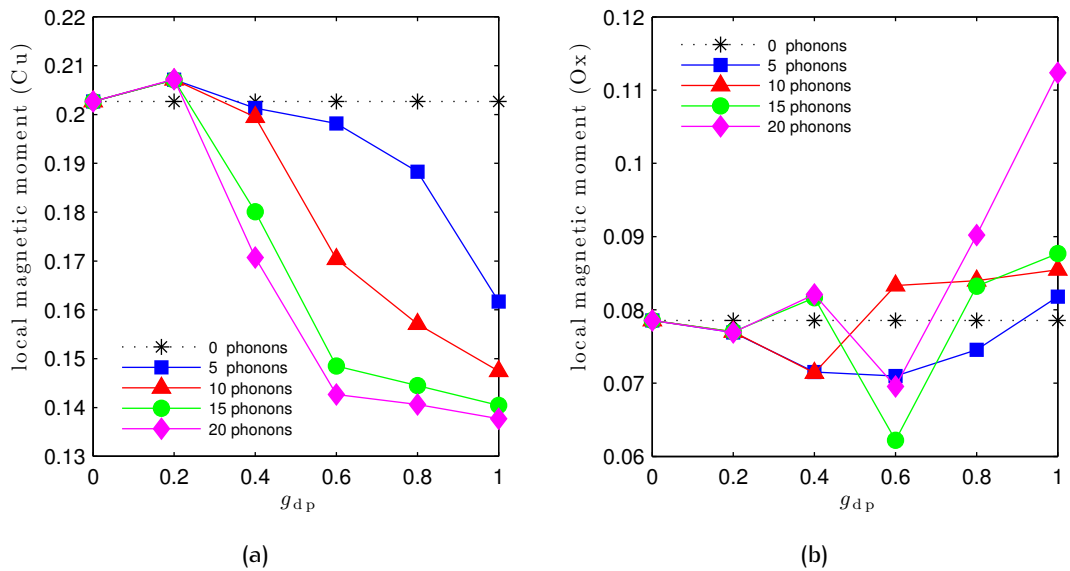 0.22
0.21
0.2
0.19
0.18
0.17
0.16
0.15
0.14
0.13
local magnetic moment (Cu)
0 phonons
5 phonons
10 phonons
15 phonons
20 phonons
0 0.2 0.4 0.6 0.8 1
g_dp
(a)
0.12
0.11
0.1
0.09
0.08
0.07
0.06
local magnetic moment (Ox)
0 phonons
5 phonons
10 phonons
15 phonons
20 phonons
0 0.2 0.4 0.6 0.8 1
g_dp
(b)